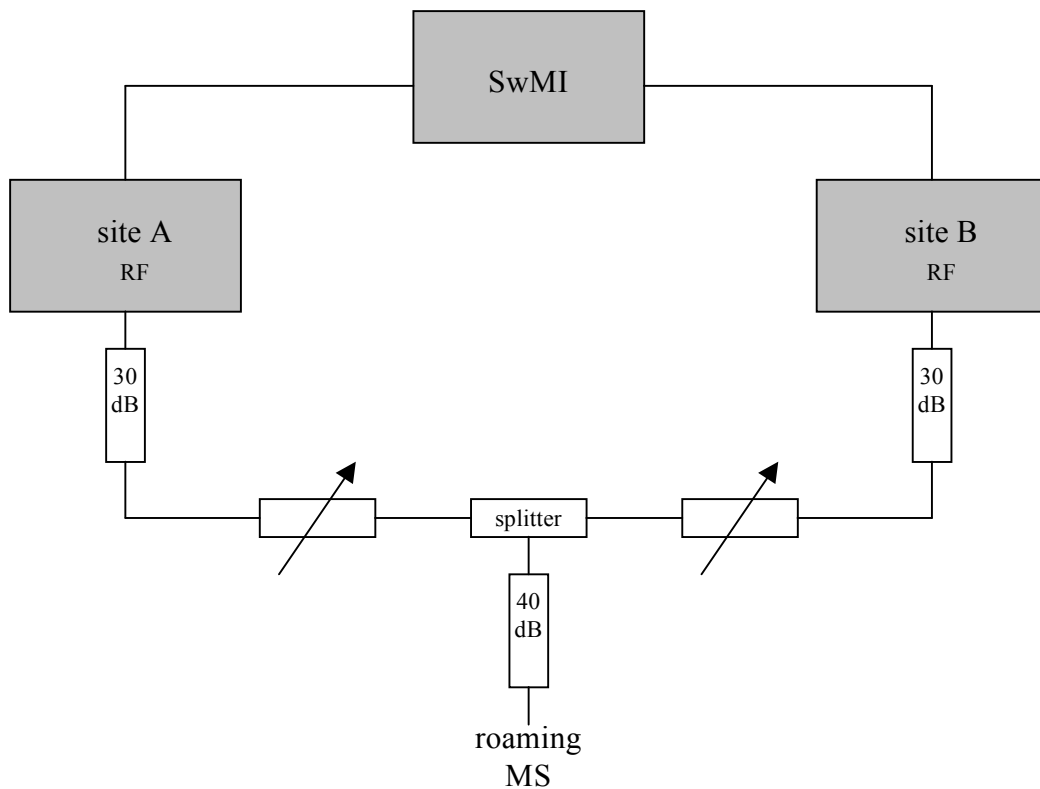 SwMI
site A
RF
site B
RF
30
dB
30
dB
splitter
40
dB
roaming
MS